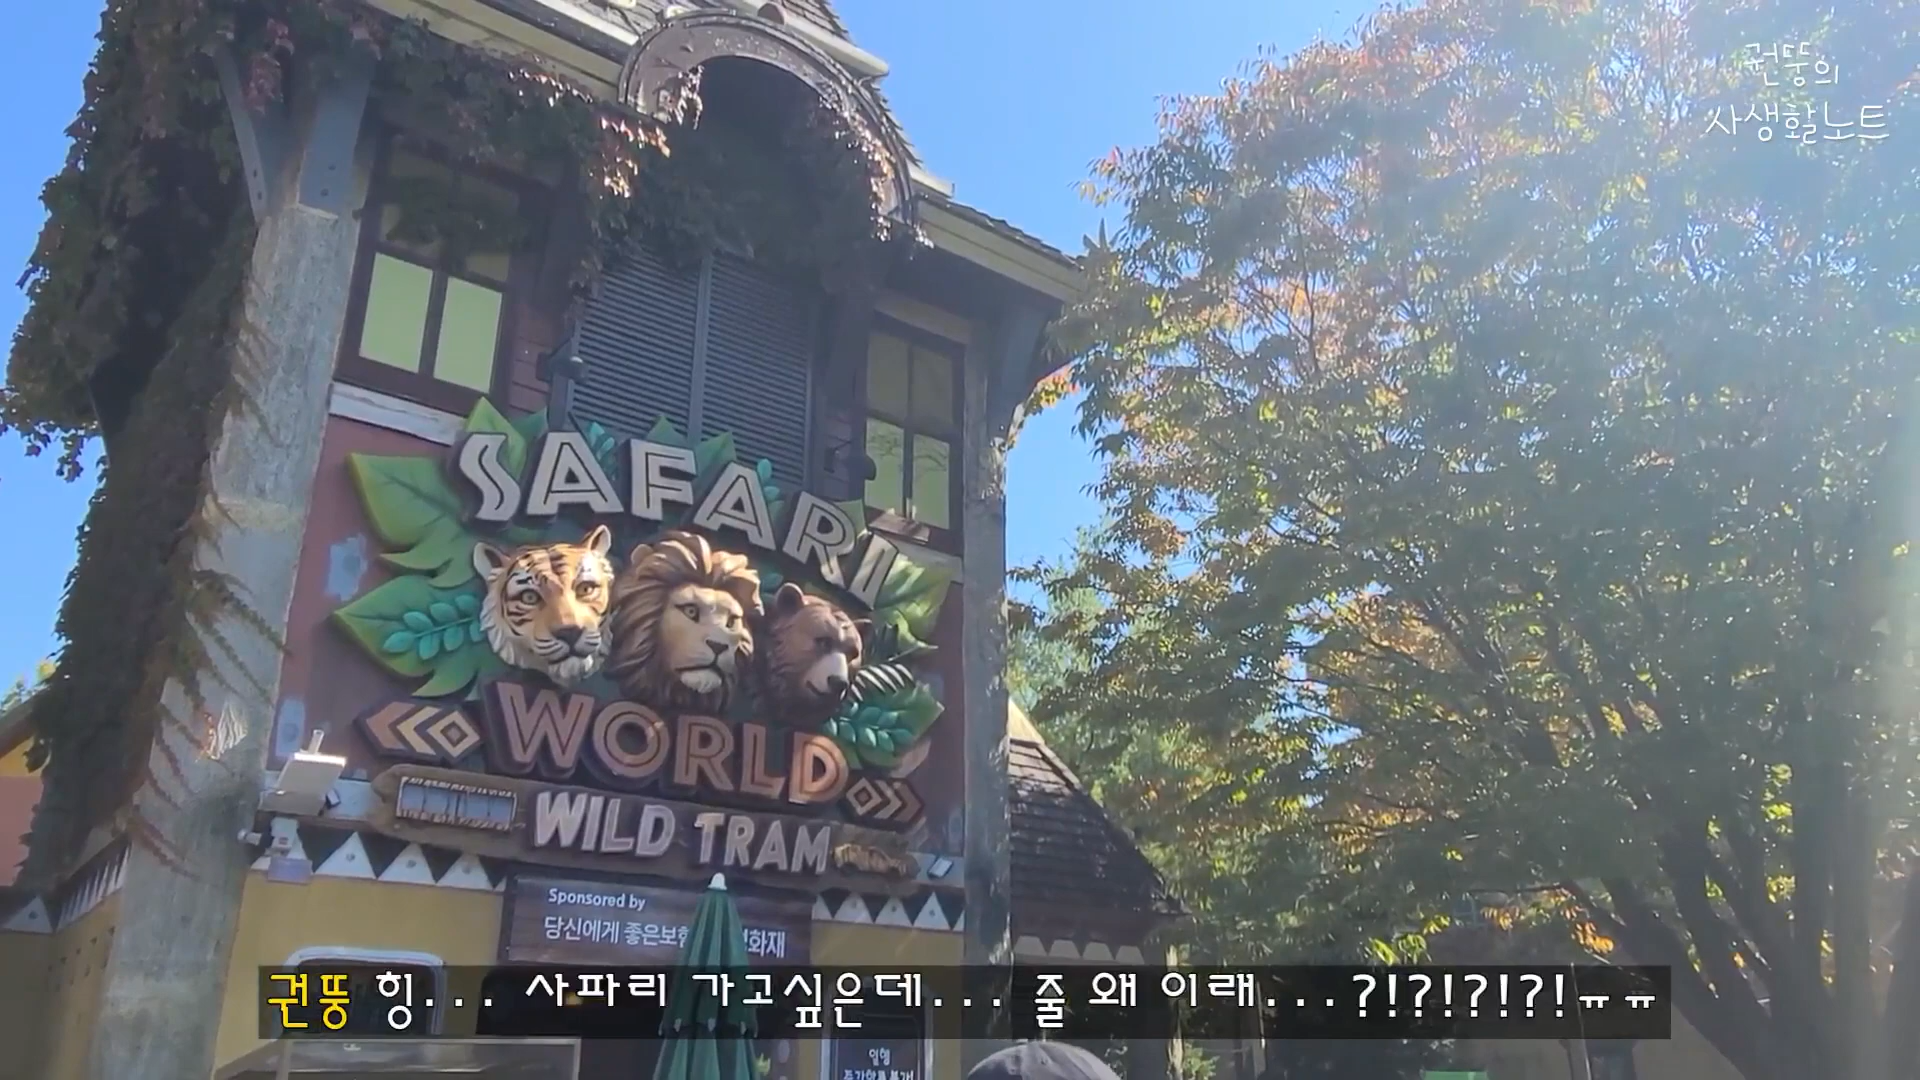 권뚱의
사생활노트
SAFARI
WORLD
WILD TRAM
Sponsored by
당신에게 좋은보험 화재
일행
권뚱 힝... 사파리 가고싶은데... 줄 왜 이래...?!?!?!?!ㅠㅠ